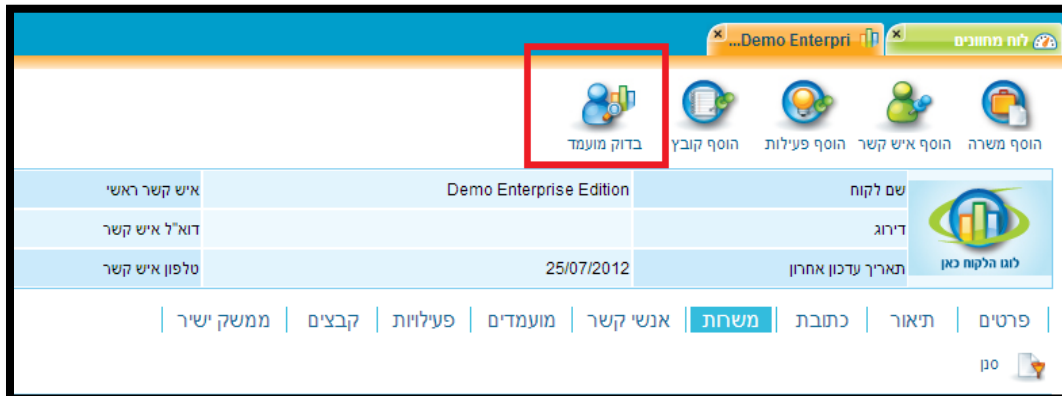 לוח מחוונים
Demo Enterpri...
הוסף משרה
הוסף איש קשר
הוסף פעילות
הוסף קובץ
בדוק מועמד
לוגו הלקוח כאן
שם לקוח
Demo Enterprise Edition
איש קשר ראשי
דירוג
דוא"ל איש קשר
תאריך עדכון אחרון
25/07/2012
טלפון איש קשר
פרטים | תיאור | כתובת | משרות | אנשי קשר | מועמדים | פעילויות | קבצים | ממשק ישיר
סנן